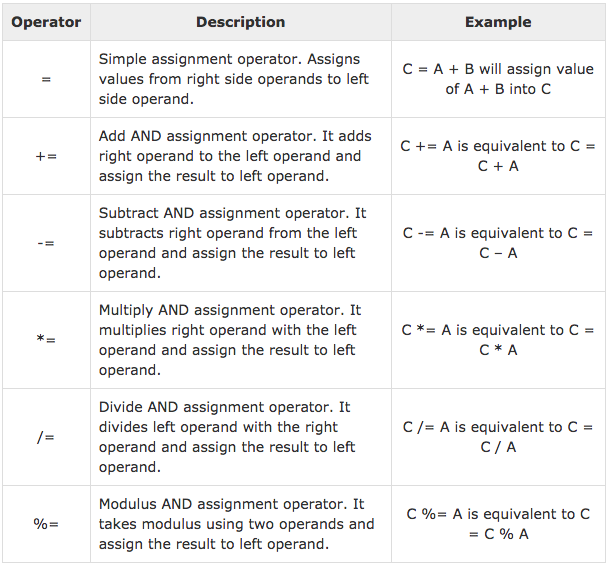 Operator Description Example
=
Simple assignment operator. Assigns
values from right side operands to left
side operand.
C = A + B will assign value
of A + B into C
+=
Add AND assignment operator. It adds
right operand to the left operand and
assign the result to left operand.
C += A is equivalent to C =
C + A
-=
Subtract AND assignment operator. It
subtracts right operand from the left
operand and assign the result to left
operand.
C -= A is equivalent to C =
C – A
*=
Multiply AND assignment operator. It
multiplies right operand with the left
operand and assign the result to left
operand.
C *= A is equivalent to C =
C * A
/=
Divide AND assignment operator. It
divides left operand with the right
operand and assign the result to left
operand.
C /= A is equivalent to C =
C / A
%=
Modulus AND assignment operator. It
takes modulus using two operands and
assign the result to left operand.
C %= A is equivalent to C
= C % A